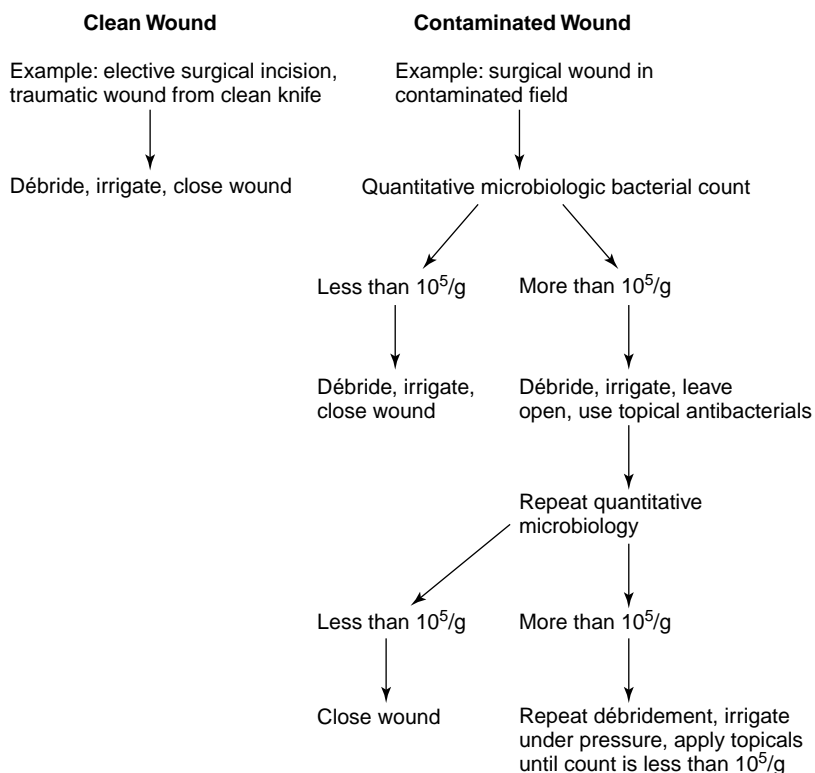 Clean Wound
Example: elective surgical incision,
traumatic wound from clean knife
Débride, irrigate, close wound
Contaminated Wound
Example: surgical wound in
contaminated field
Quantitative microbiologic bacterial count
Less than 10⁵/g
More than 10⁵/g
Débride, irrigate,
close wound
Débride, irrigate, leave
open, use topical antibacterials
Repeat quantitative
microbiology
Less than 10⁵/g
More than 10⁵/g
Close wound
Repeat débridement, irrigate
under pressure, apply topicals
until count is less than 10⁵/g